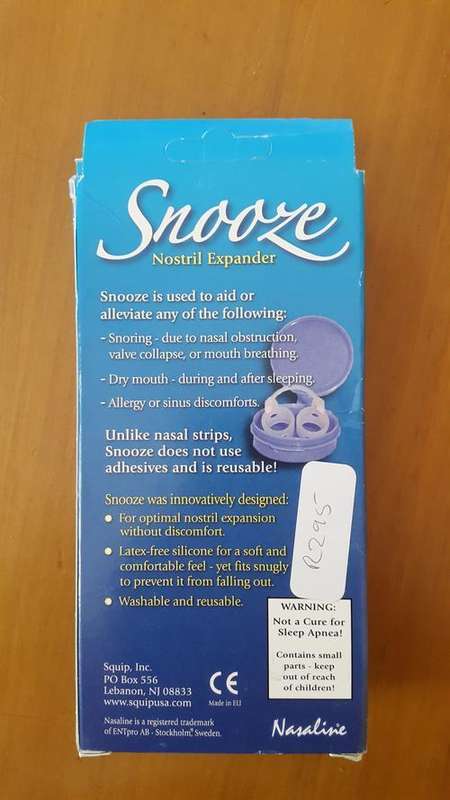 Snooze
Nostril Expander
Snooze is used to aid or
alleviate any of the following:
- Snoring - due to nasal obstruction,
valve collapse, or mouth breathing.
- Dry mouth - during and after sleeping.
- Allergy or sinus discomforts.
Unlike nasal strips,
Snooze does not use
adhesives and is reusable!
Snooze was innovatively designed:
• For optimal nostril expansion
without discomfort.
• Latex-free silicone for a soft and
comfortable feel - yet fits snugly
to prevent it from falling out.
• Washable and reusable.
R295
WARNING:
Not a Cure for
Sleep Apnea!
Contains small
parts - keep
out of reach
of children!
Squip, Inc.
PO Box 556
Lebanon, NJ 08833
www.squipusa.com
CE
Made in EU
Nasaline is a registered trademark
of ENTpro AB - Stockholm, Sweden.
Nasaline